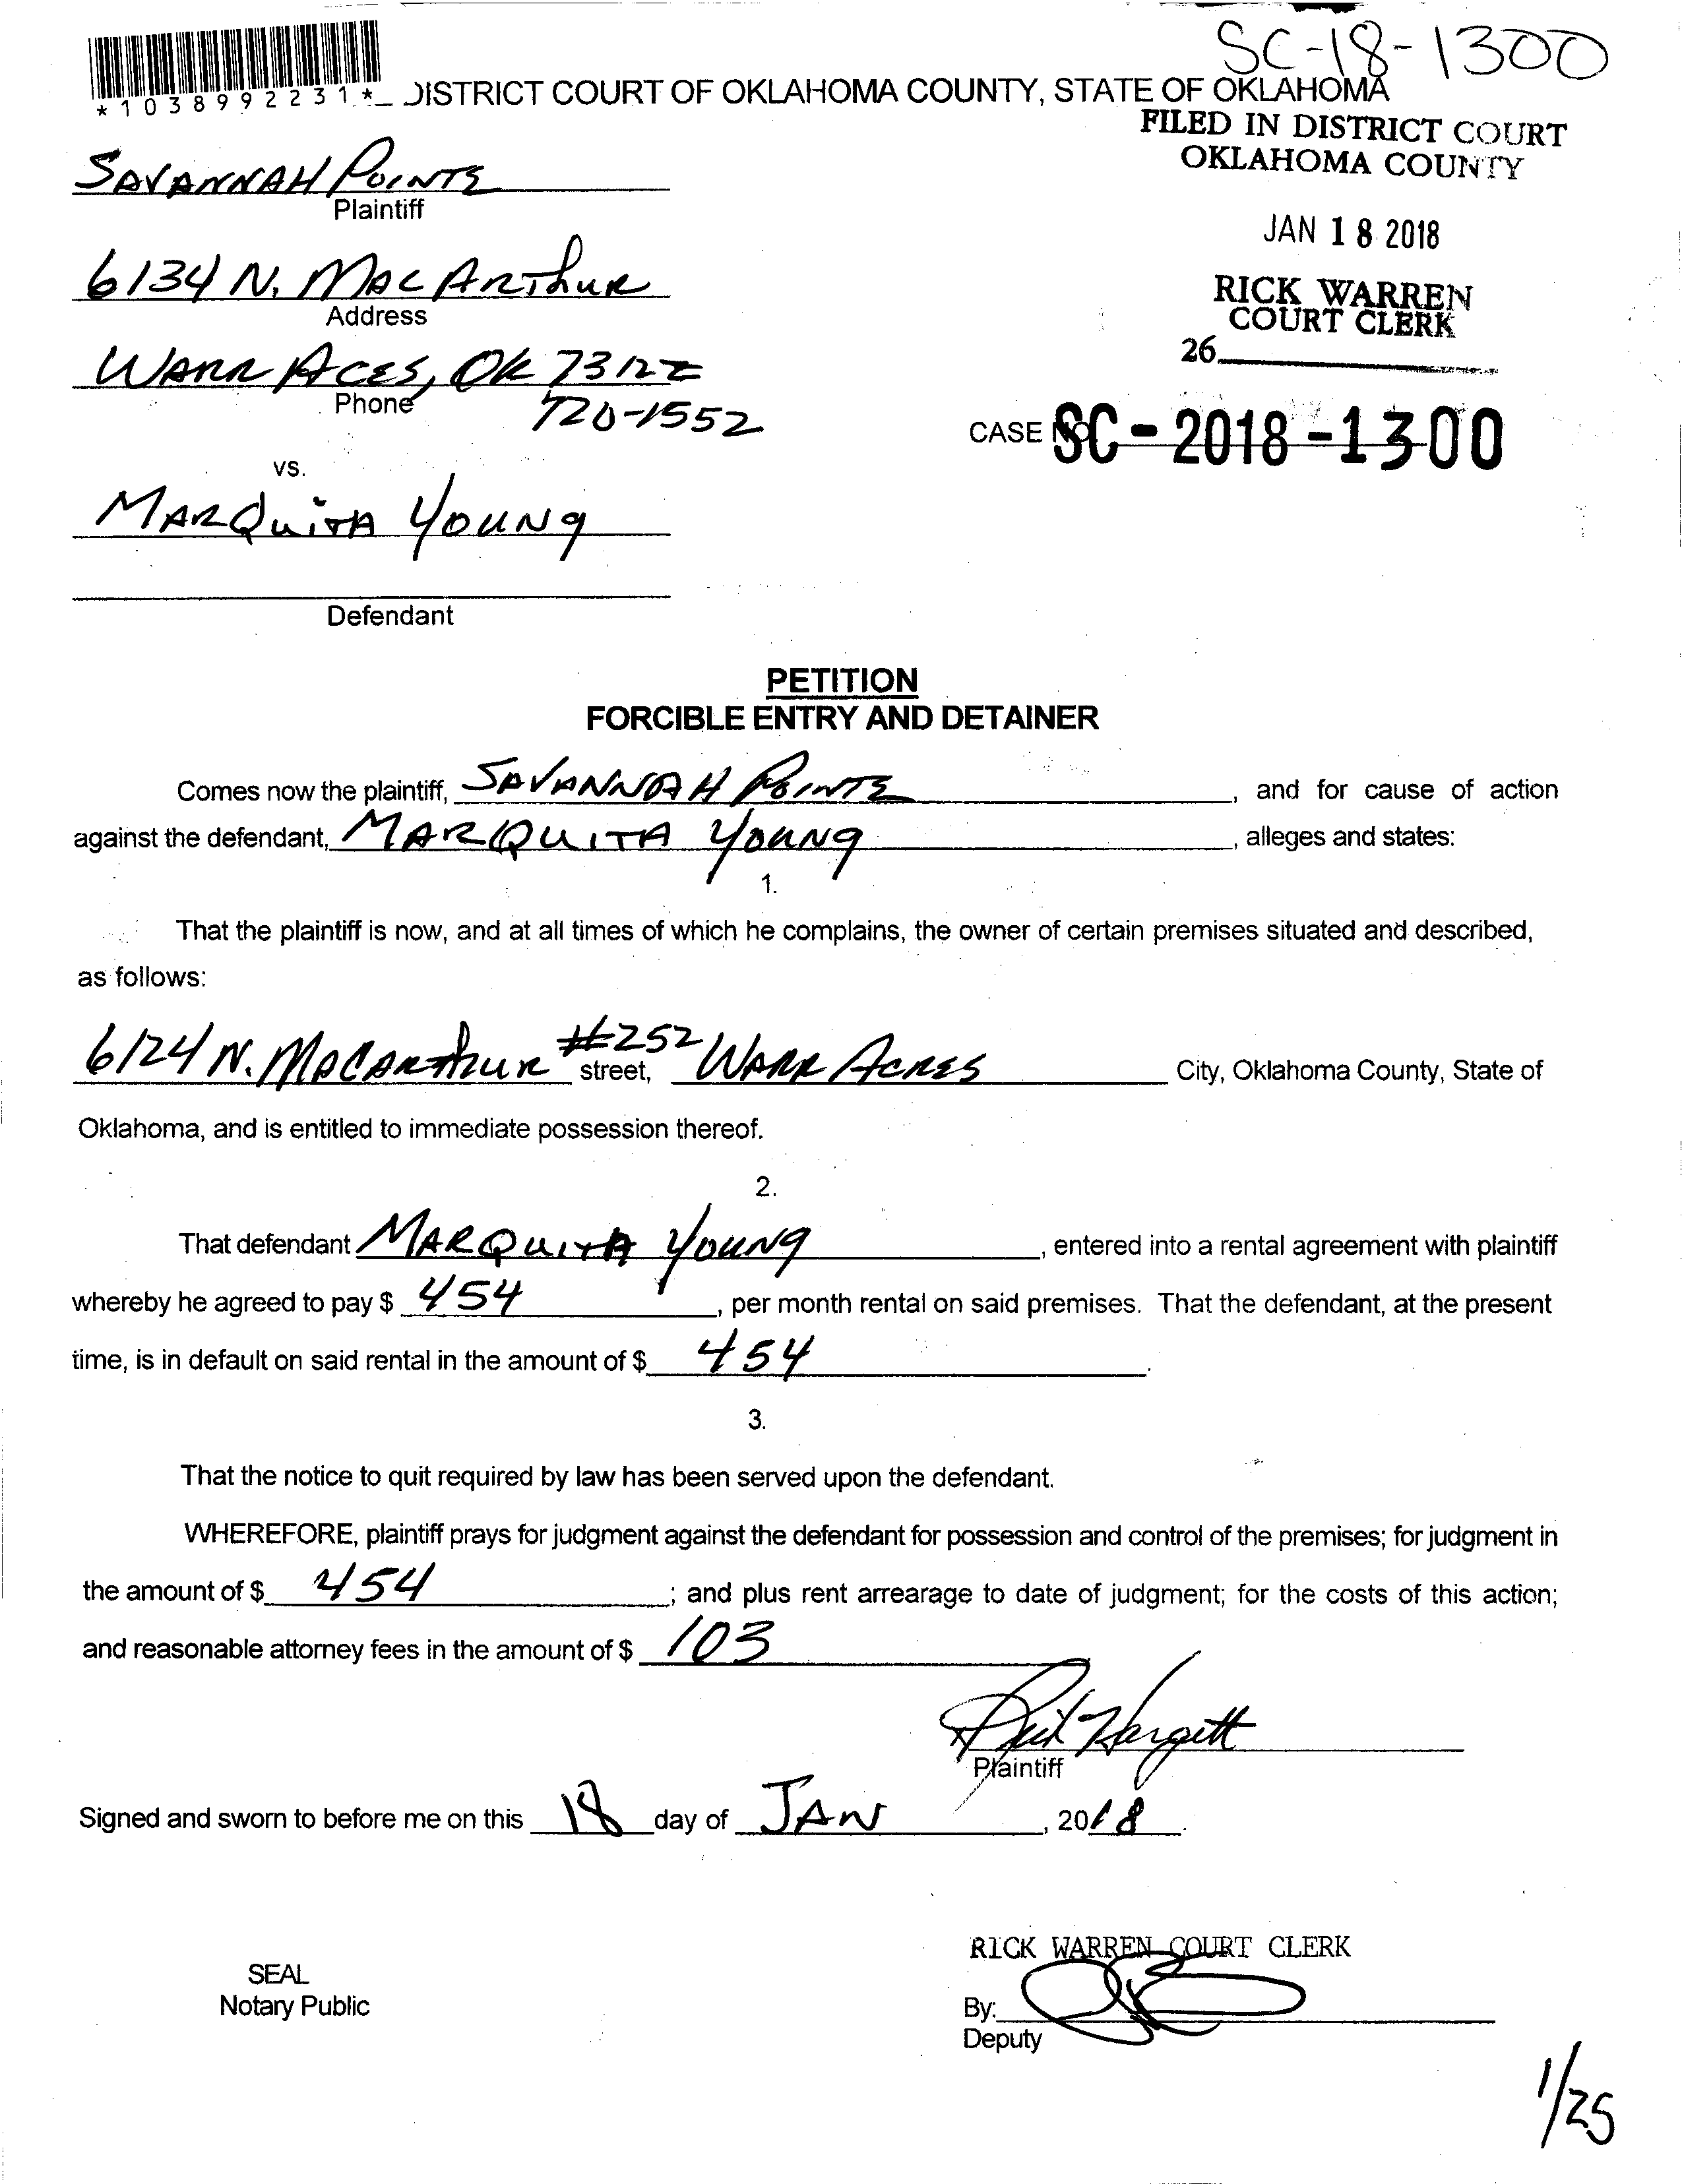 SC-18-1300
*1038992231* DISTRICT COURT OF OKLAHOMA COUNTY, STATE OF OKLAHOMA
FILED IN DISTRICT COURT
OKLAHOMA COUNTY
SAVANNAH POINTE
Plaintiff
JAN 18 2018
6134 N. MACARTHUR
Address
RICK WARREN
COURT CLERK
26
WARR ACES, OK 73122
Phone 720-1552
CASE NO. SC-2018-1300
vs.
MARQUITA YOUNG
Defendant
PETITION
FORCIBLE ENTRY AND DETAINER
Comes now the plaintiff, SAVANNAH POINTE, and for cause of action
against the defendant, MARQUITA YOUNG, alleges and states:
1.
That the plaintiff is now, and at all times of which he complains, the owner of certain premises situated and described,
as follows:
6124 N. MACARTHUR #252 street, WARR ACRES City, Oklahoma County, State of
Oklahoma, and is entitled to immediate possession thereof.
2.
That defendant MARQUITA YOUNG, entered into a rental agreement with plaintiff
whereby he agreed to pay $ 454, per month rental on said premises. That the defendant, at the present
time, is in default on said rental in the amount of $ 454.
3.
That the notice to quit required by law has been served upon the defendant.
WHEREFORE, plaintiff prays for judgment against the defendant for possession and control of the premises; for judgment in
the amount of $ 454; and plus rent arrearage to date of judgment; for the costs of this action;
and reasonable attorney fees in the amount of $ 103
Hargett
Plaintiff
Signed and sworn to before me on this 18 day of JAN, 2018.
RICK WARREN COURT CLERK
SEAL
Notary Public
By:
Deputy
1/25